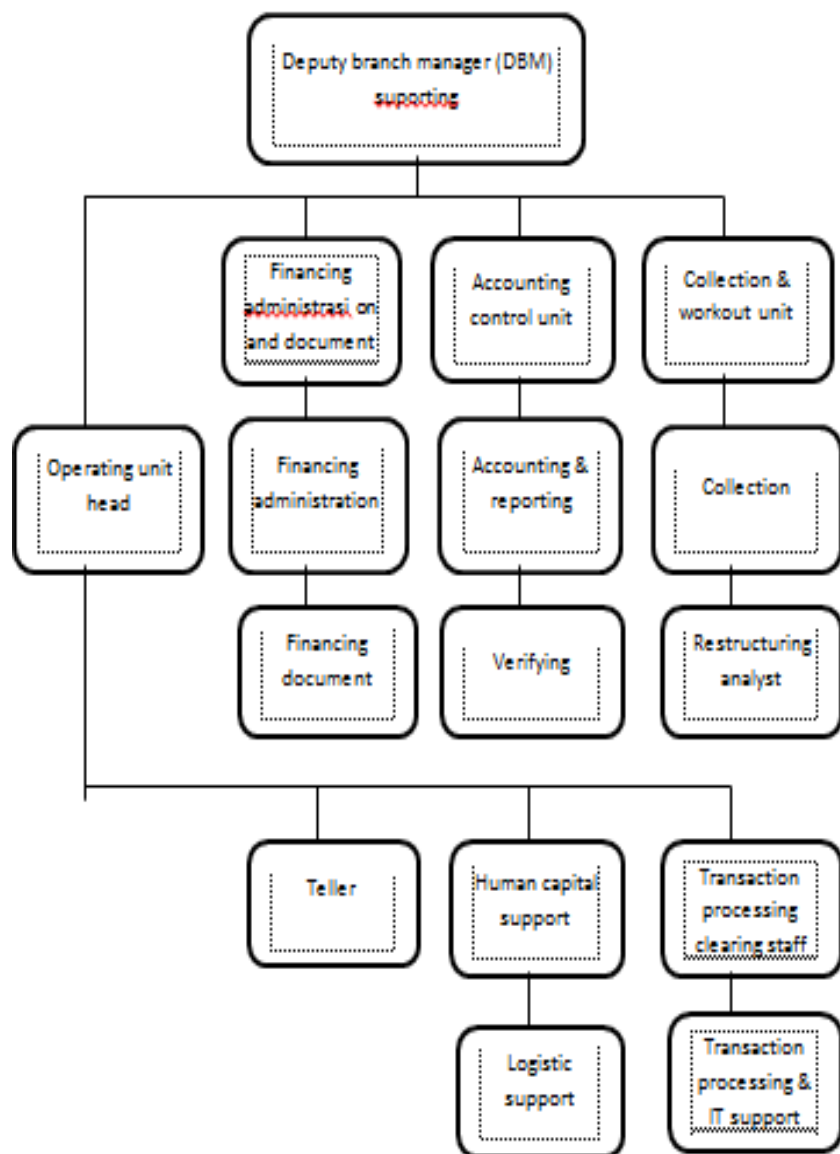 Deputy branch manager (DBM)
suporting
Financing
administrasi on
and document
Accounting
control unit
Collection &
workout unit
Operating unit
head
Financing
administration
Accounting &
reporting
Collection
Financing
document
Verifying
Restructuring
analyst
Teller
Human capital
support
Transaction
processing
clearing staff
Logistic
support
Transaction
processing &
IT support